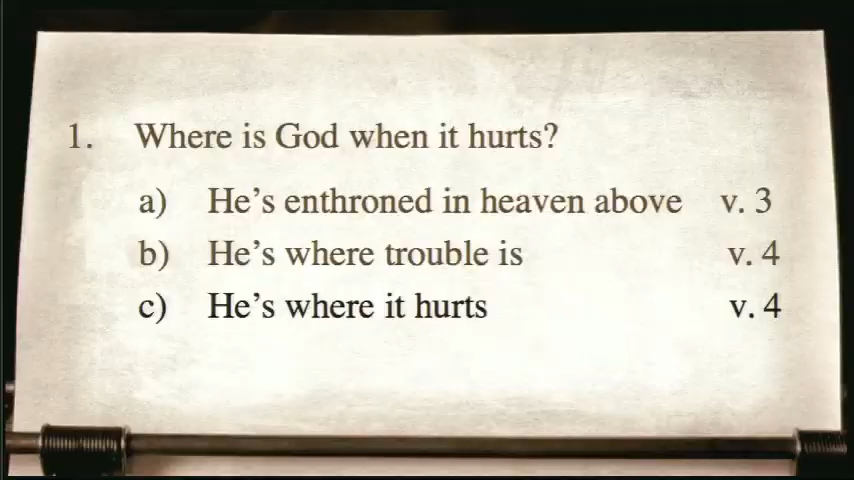 1. Where is God when it hurts?
a) He's enthroned in heaven above v. 3
b) He's where trouble is v. 4
c) He's where it hurts v. 4